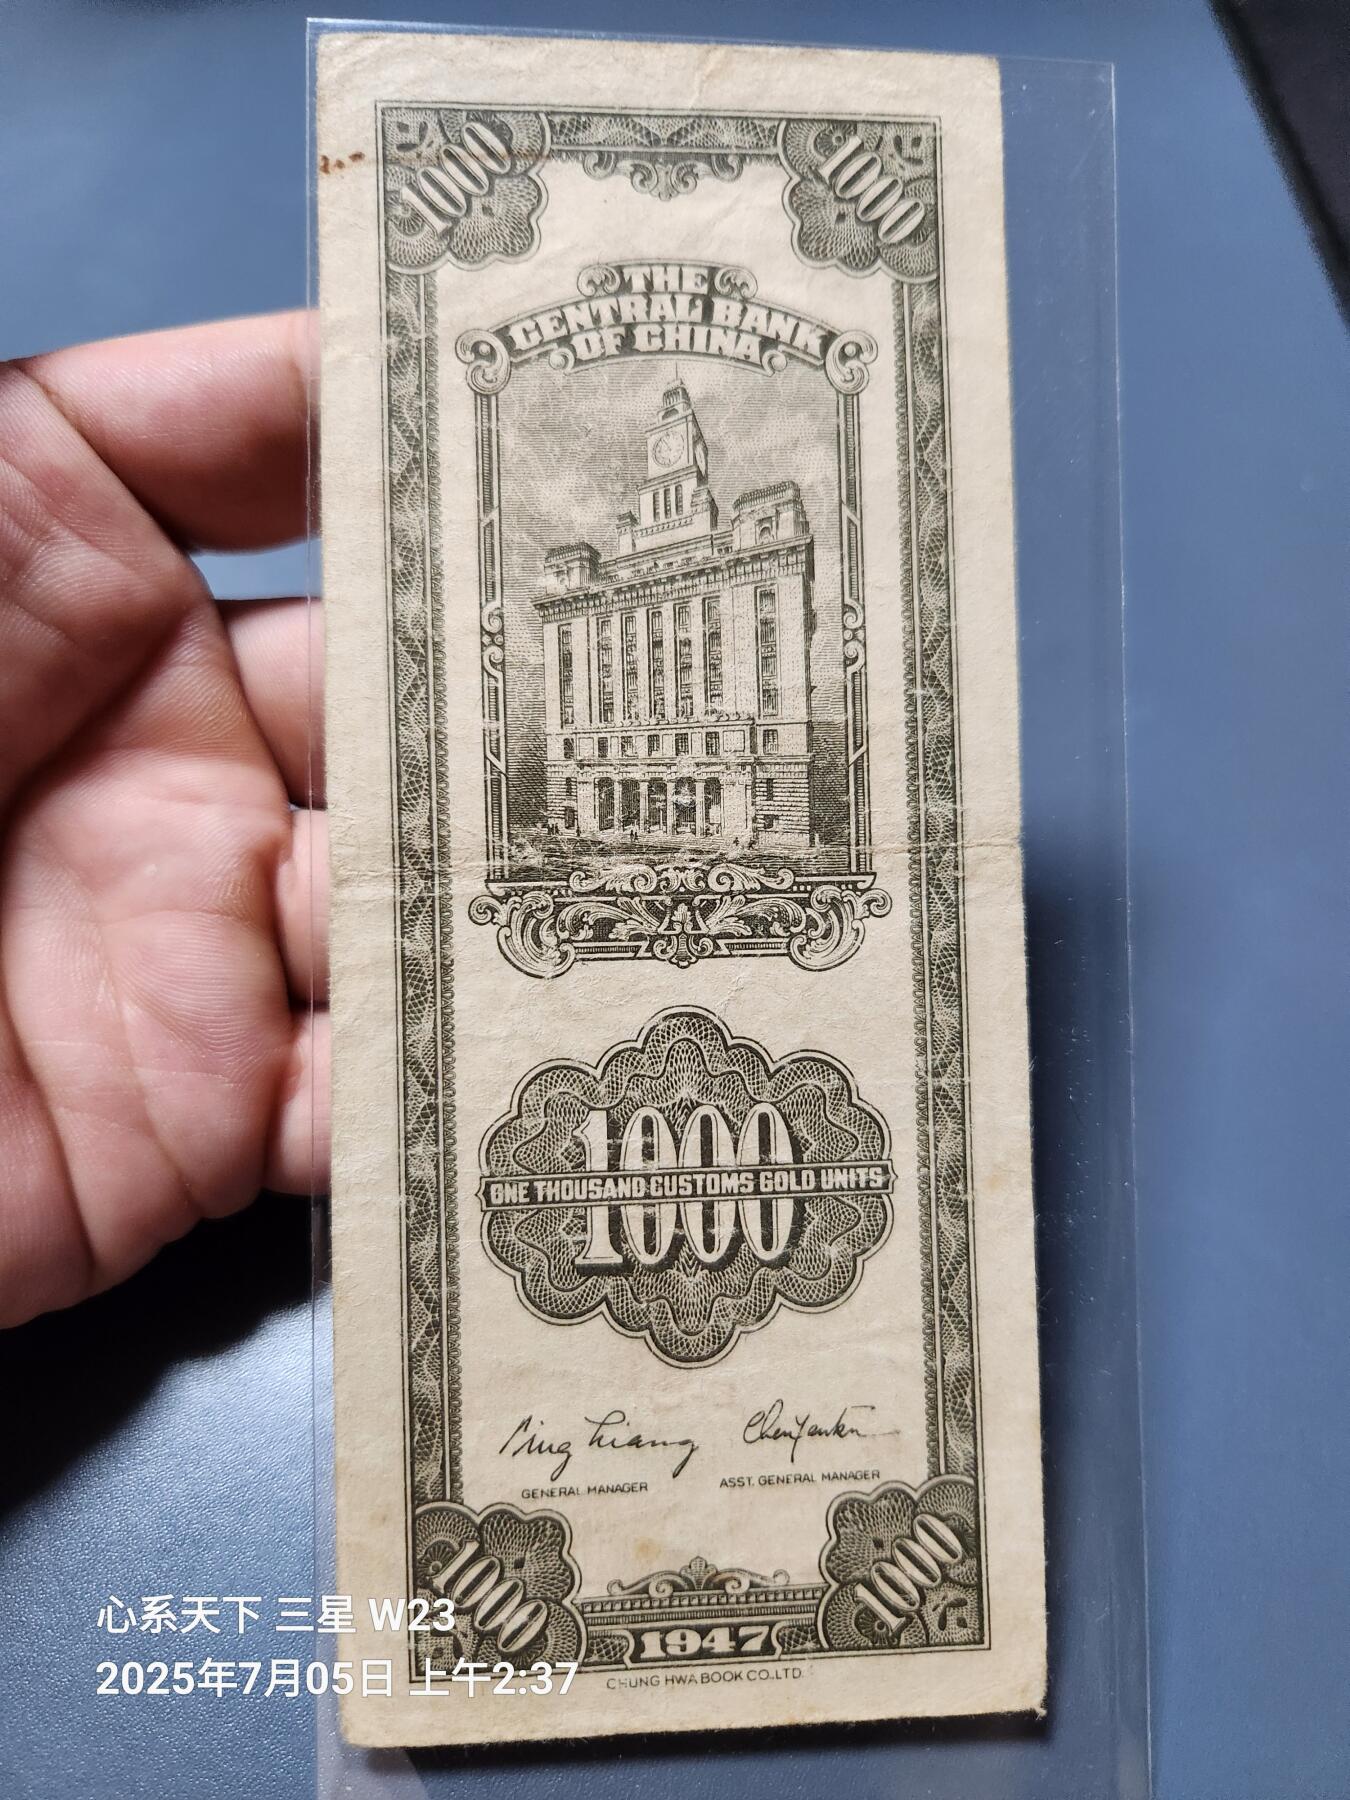 1000 1000
THE
CENTRAL BANK
OF CHINA
1000
ONE THOUSAND CUSTOMS GOLD UNITS
GENERAL MANAGER
ASST. GENERAL MANAGER
1000 1000
1947
CHUNG HWA BOOK CO.,LTD.
心系天下 三星 W23
2025年7月05日 上午2:37